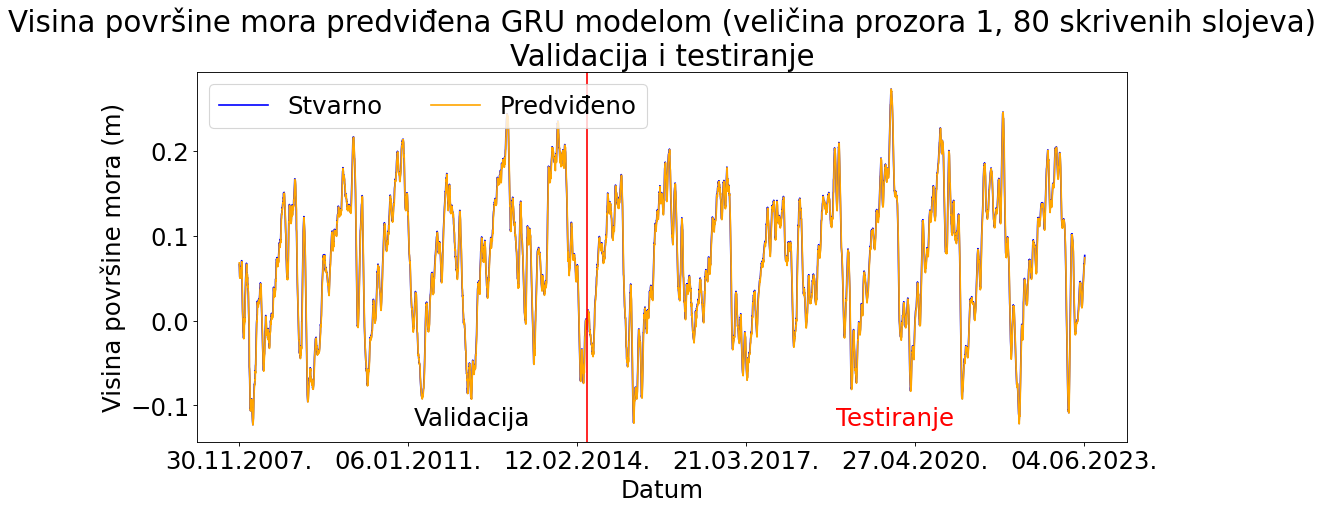 Visina površine mora predviđena GRU modelom (veličina prozora 1, 80 skrivenih slojeva)
Validacija i testiranje
Stvarno Predviđeno
Visina površine mora (m)
0.2
0.1
0.0
−0.1
Validacija Testiranje
30.11.2007. 06.01.2011. 12.02.2014. 21.03.2017. 27.04.2020. 04.06.2023.
Datum